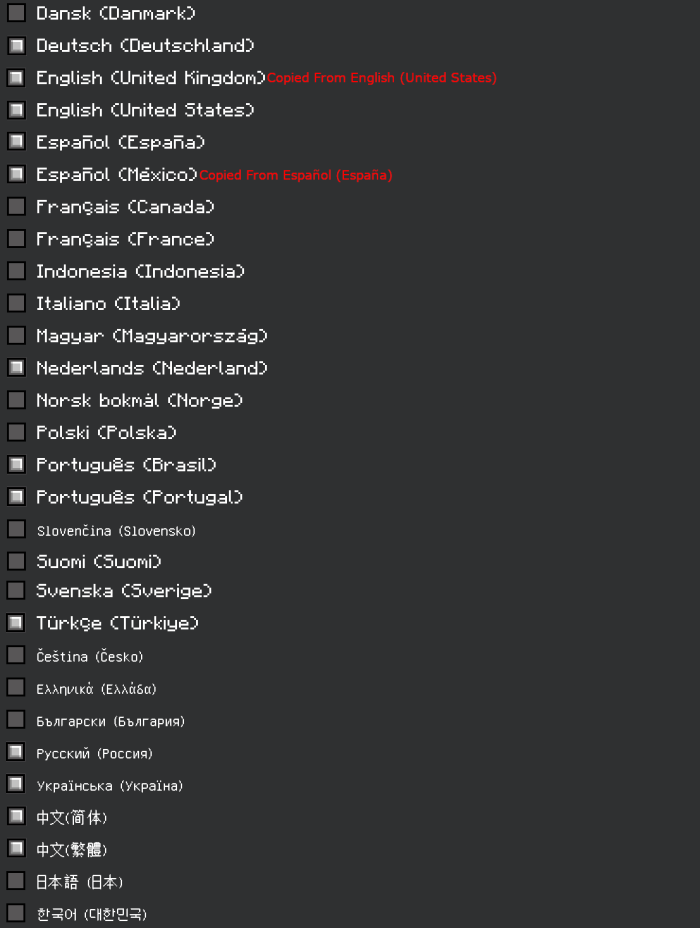 Dansk (Danmark)
Deutsch (Deutschland)
English (United Kingdom)Copied From English (United States)
English (United States)
Español (España)
Español (México)Copied From Español (España)
Français (Canada)
Français (France)
Indonesia (Indonesia)
Italiano (Italia)
Magyar (Magyarország)
Nederlands (Nederland)
Norsk bokmål (Norge)
Polski (Polska)
Português (Brasil)
Português (Portugal)
Slovenčina (Slovensko)
Suomi (Suomi)
Svenska (Sverige)
Türkçe (Türkiye)
Čeština (Česko)
Ελληνικά (Ελλάδα)
Български (България)
Русский (Россия)
Українська (Україна)
中文(简体)
中文(繁體)
日本語 (日本)
한국어 (대한민국)